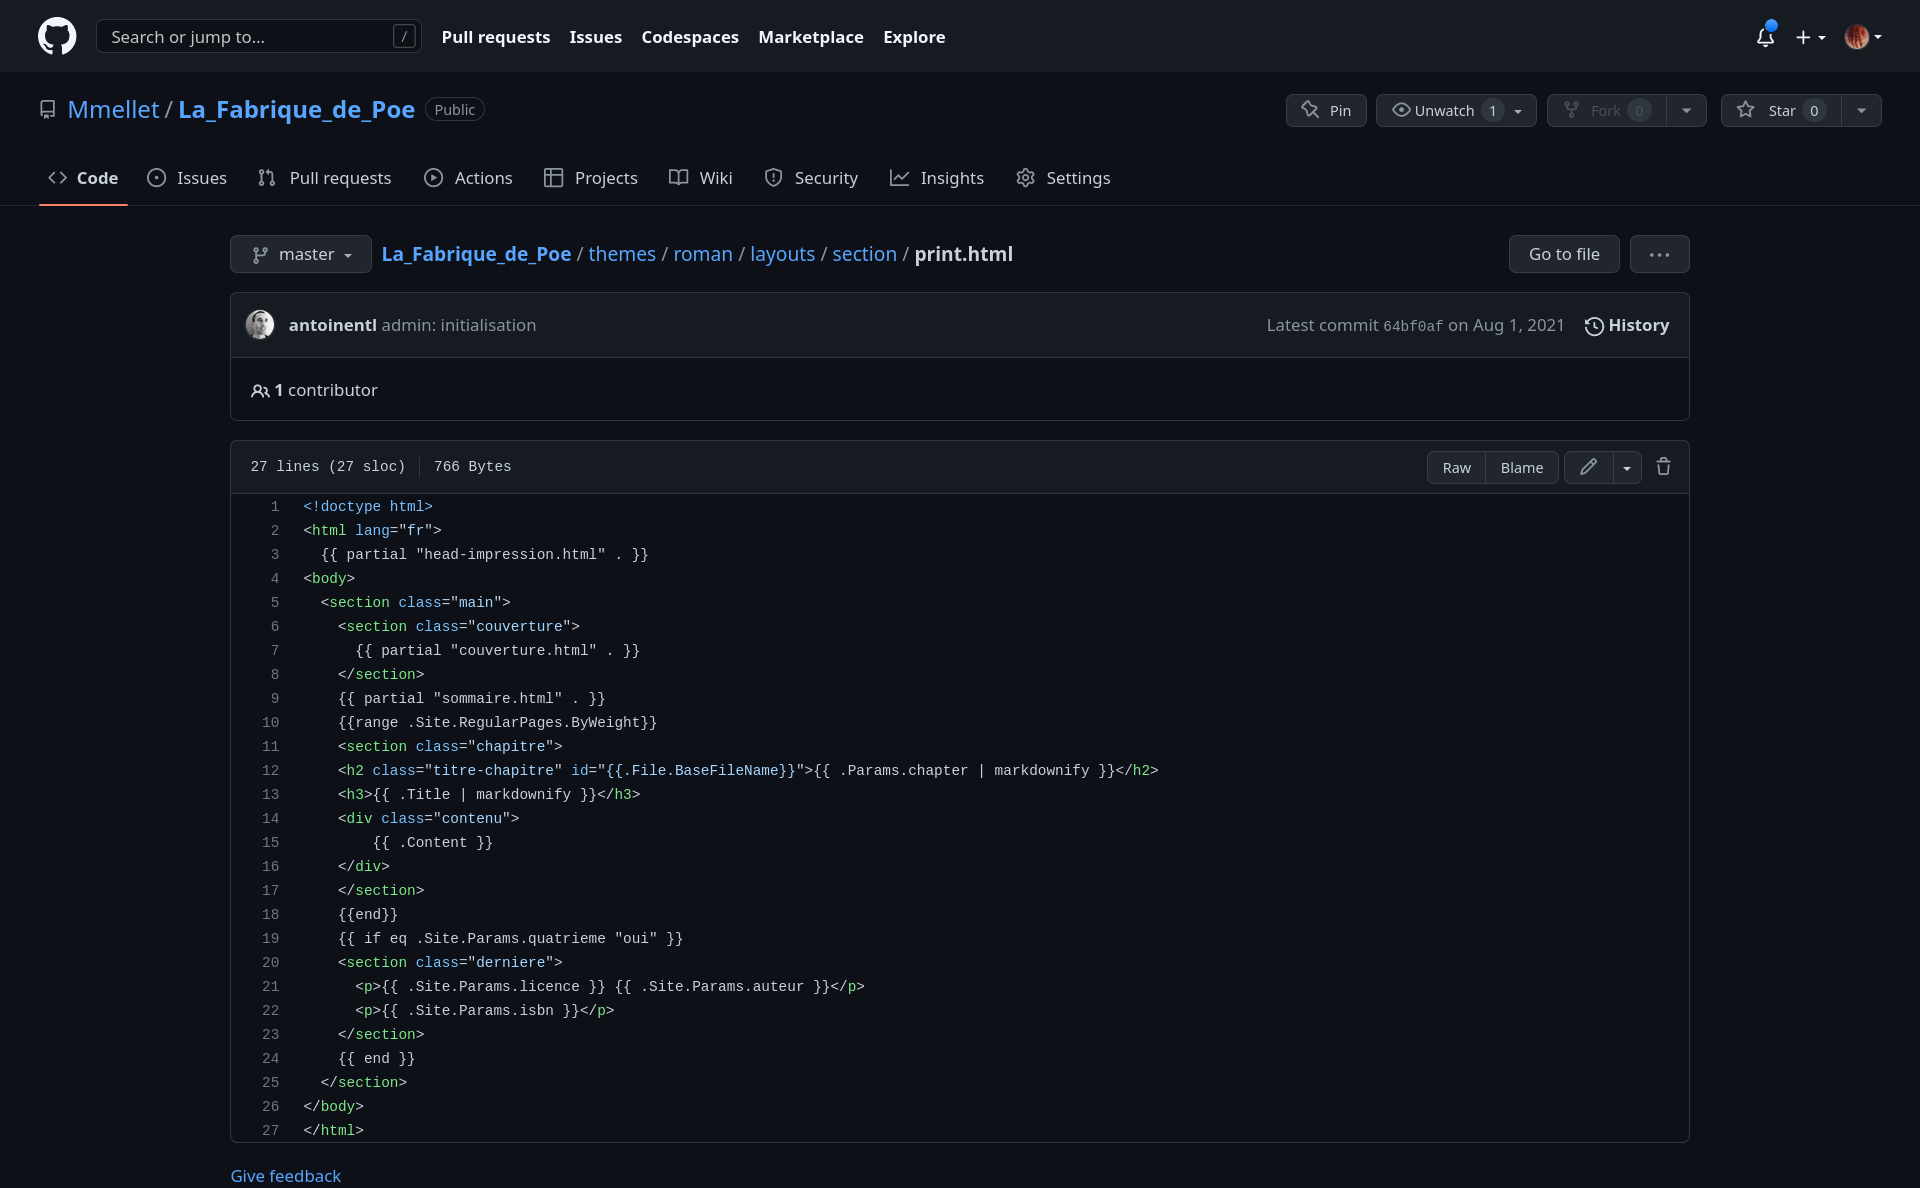 Search or jump to... / Pull requests Issues Codespaces Marketplace Explore
Mmellet / La_Fabrique_de_Poe Public Pin Unwatch 1 Fork 0 Star 0
Code Issues Pull requests Actions Projects Wiki Security Insights Settings
master La_Fabrique_de_Poe / themes / roman / layouts / section / print.html Go to file ...
antoinentl admin: initialisation Latest commit 64bf0af on Aug 1, 2021 History
1 contributor
27 lines (27 sloc) 766 Bytes Raw Blame
1 <!doctype html>
2 <html lang="fr">
3   {{ partial "head-impression.html" . }}
4 <body>
5   <section class="main">
6     <section class="couverture">
7       {{ partial "couverture.html" . }}
8     </section>
9     {{ partial "sommaire.html" . }}
10     {{range .Site.RegularPages.ByWeight}}
11     <section class="chapitre">
12     <h2 class="titre-chapitre" id="{{.File.BaseFileName}}">{{ .Params.chapter | markdownify }}</h2>
13     <h3>{{ .Title | markdownify }}</h3>
14     <div class="contenu">
15         {{ .Content }}
16     </div>
17     </section>
18     {{end}}
19     {{ if eq .Site.Params.quatrieme "oui" }}
20     <section class="derniere">
21       <p>{{ .Site.Params.licence }} {{ .Site.Params.auteur }}</p>
22       <p>{{ .Site.Params.isbn }}</p>
23     </section>
24     {{ end }}
25   </section>
26 </body>
27 </html>
Give feedback